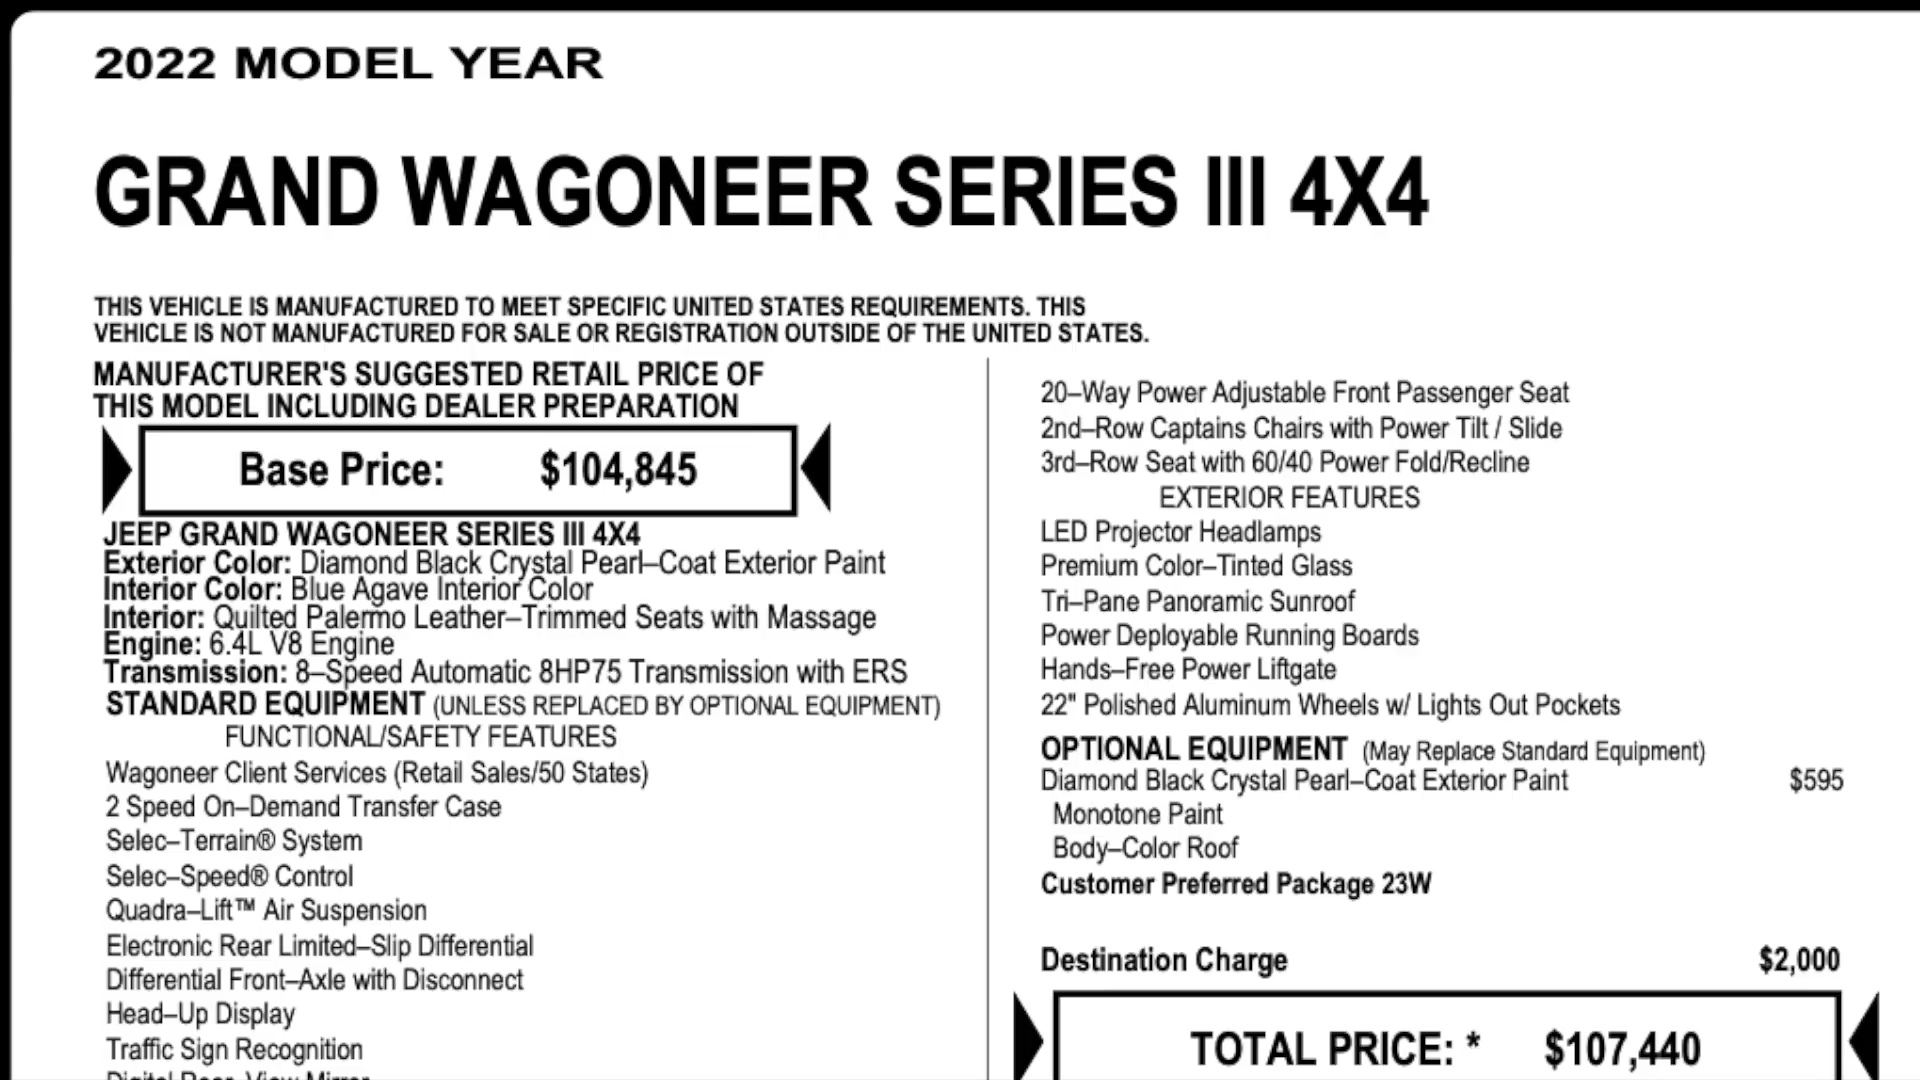 2022 MODEL YEAR
GRAND WAGONEER SERIES III 4X4
THIS VEHICLE IS MANUFACTURED TO MEET SPECIFIC UNITED STATES REQUIREMENTS. THIS
VEHICLE IS NOT MANUFACTURED FOR SALE OR REGISTRATION OUTSIDE OF THE UNITED STATES.
MANUFACTURER'S SUGGESTED RETAIL PRICE OF
THIS MODEL INCLUDING DEALER PREPARATION
Base Price: $104,845
JEEP GRAND WAGONEER SERIES III 4X4
Exterior Color: Diamond Black Crystal Pearl–Coat Exterior Paint
Interior Color: Blue Agave Interior Color
Interior: Quilted Palermo Leather–Trimmed Seats with Massage
Engine: 6.4L V8 Engine
Transmission: 8–Speed Automatic 8HP75 Transmission with ERS
STANDARD EQUIPMENT (UNLESS REPLACED BY OPTIONAL EQUIPMENT)
FUNCTIONAL/SAFETY FEATURES
Wagoneer Client Services (Retail Sales/50 States)
2 Speed On–Demand Transfer Case
Selec–Terrain® System
Selec–Speed® Control
Quadra–Lift™ Air Suspension
Electronic Rear Limited–Slip Differential
Differential Front–Axle with Disconnect
Head–Up Display
Traffic Sign Recognition
Digital Rear–View Mirror
20–Way Power Adjustable Front Passenger Seat
2nd–Row Captains Chairs with Power Tilt / Slide
3rd–Row Seat with 60/40 Power Fold/Recline
EXTERIOR FEATURES
LED Projector Headlamps
Premium Color–Tinted Glass
Tri–Pane Panoramic Sunroof
Power Deployable Running Boards
Hands–Free Power Liftgate
22" Polished Aluminum Wheels w/ Lights Out Pockets
OPTIONAL EQUIPMENT (May Replace Standard Equipment)
Diamond Black Crystal Pearl–Coat Exterior Paint $595
Monotone Paint
Body–Color Roof
Customer Preferred Package 23W
Destination Charge $2,000
TOTAL PRICE: * $107,440